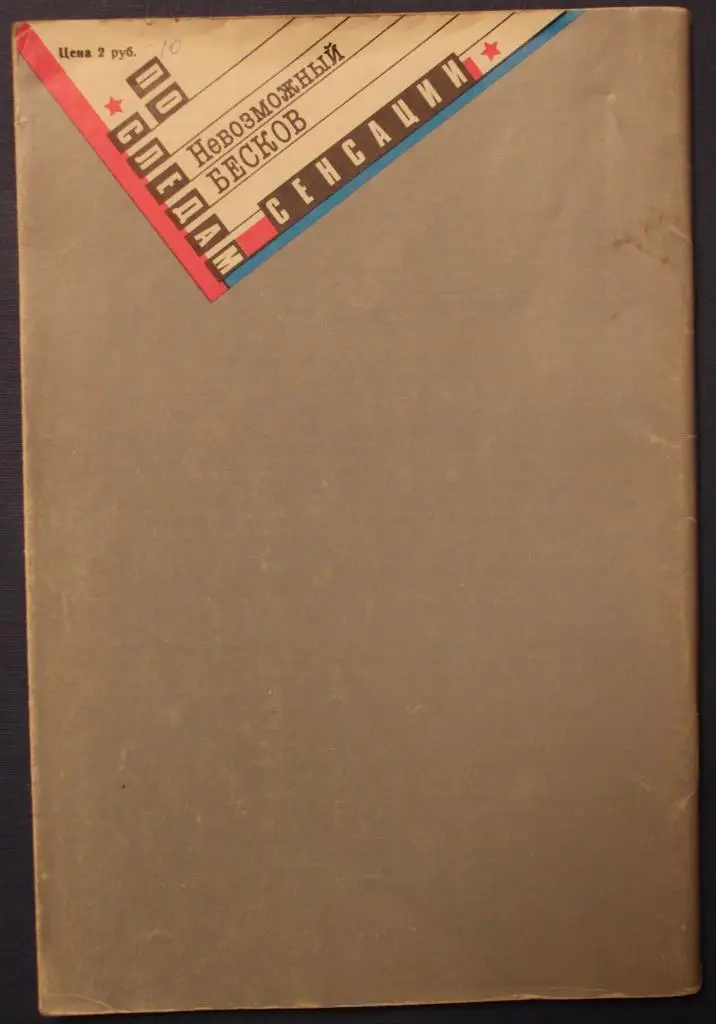 Цена 2 руб. 10
ПО
СЛЕДАМ
Невозможный
БЕСКОВ
СЕНСАЦИИ